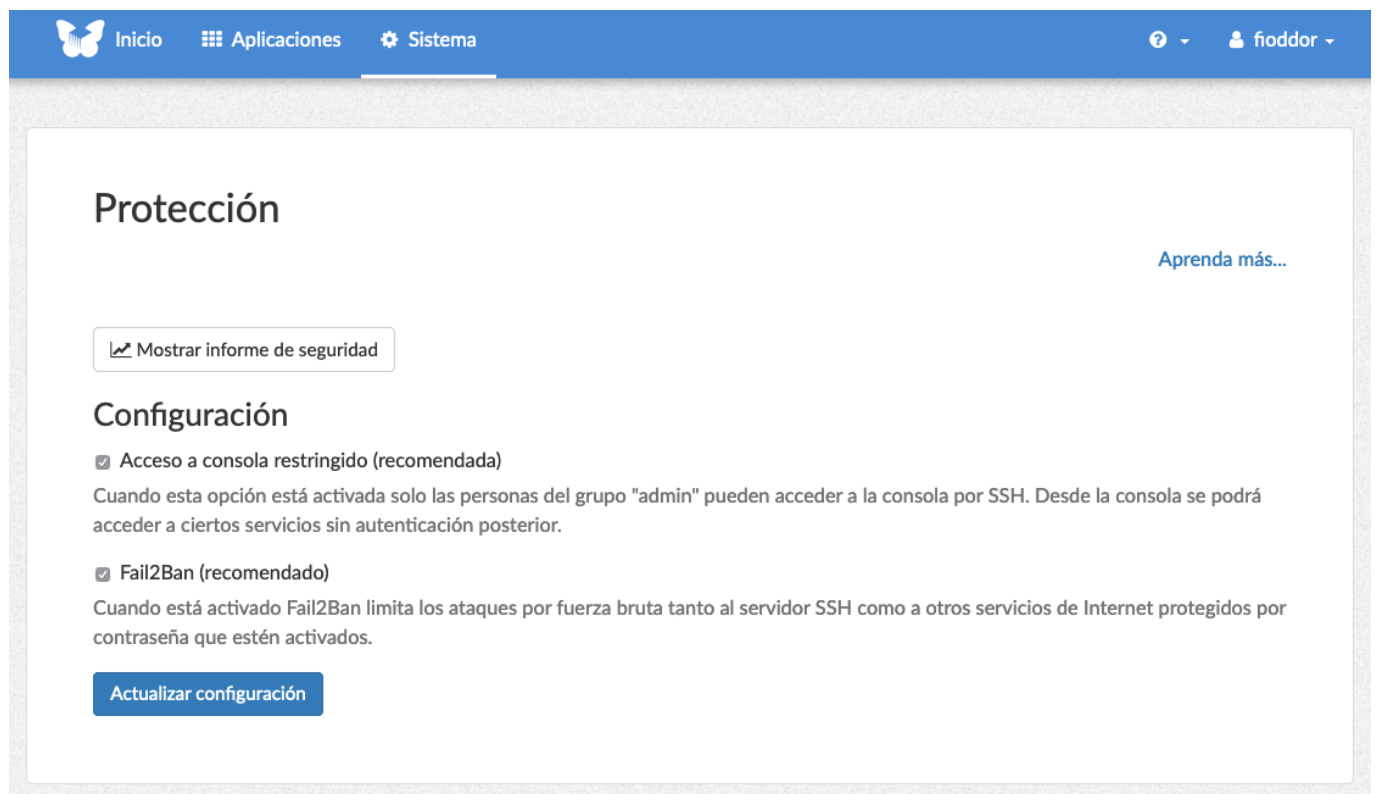 Inicio Aplicaciones Sistema fioddor
Protección
Aprenda más...
Mostrar informe de seguridad
Configuración
Acceso a consola restringido (recomendada)
Cuando esta opción está activada solo las personas del grupo "admin" pueden acceder a la consola por SSH. Desde la consola se podrá
acceder a ciertos servicios sin autenticación posterior.
Fail2Ban (recomendado)
Cuando está activado Fail2Ban limita los ataques por fuerza bruta tanto al servidor SSH como a otros servicios de Internet protegidos por
contraseña que estén activados.
Actualizar configuración